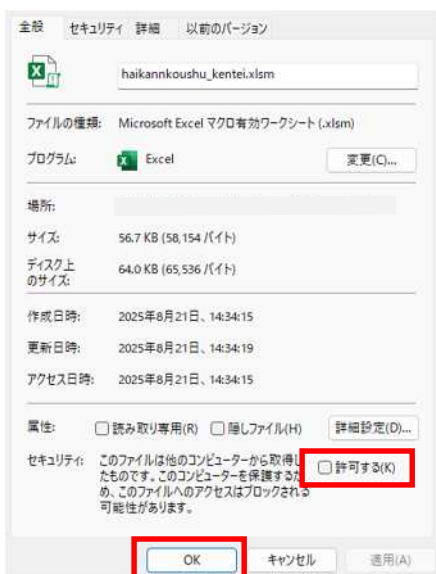 全般 セキュリティ 詳細 以前のバージョン
haikannkoushu_kentei.xlsm
ファイルの種類: Microsoft Excel マクロ有効ワークシート (.xlsm)
プログラム: Excel 変更(C)...
場所:
サイズ: 56.7 KB (58,154 バイト)
ディスク上
のサイズ: 64.0 KB (65,536 バイト)
作成日時: 2025年8月21日、14:34:15
更新日時: 2025年8月21日、14:34:19
アクセス日時: 2025年8月21日、14:34:15
属性: 読み取り専用(R) 隠しファイル(H) 詳細設定(D)...
セキュリティ: このファイルは他のコンピューターから取得し
たものです。このコンピューターを保護するた
め、このファイルへのアクセスはブロックされる
可能性があります。
許可する(K)
OK キャンセル 適用(A)